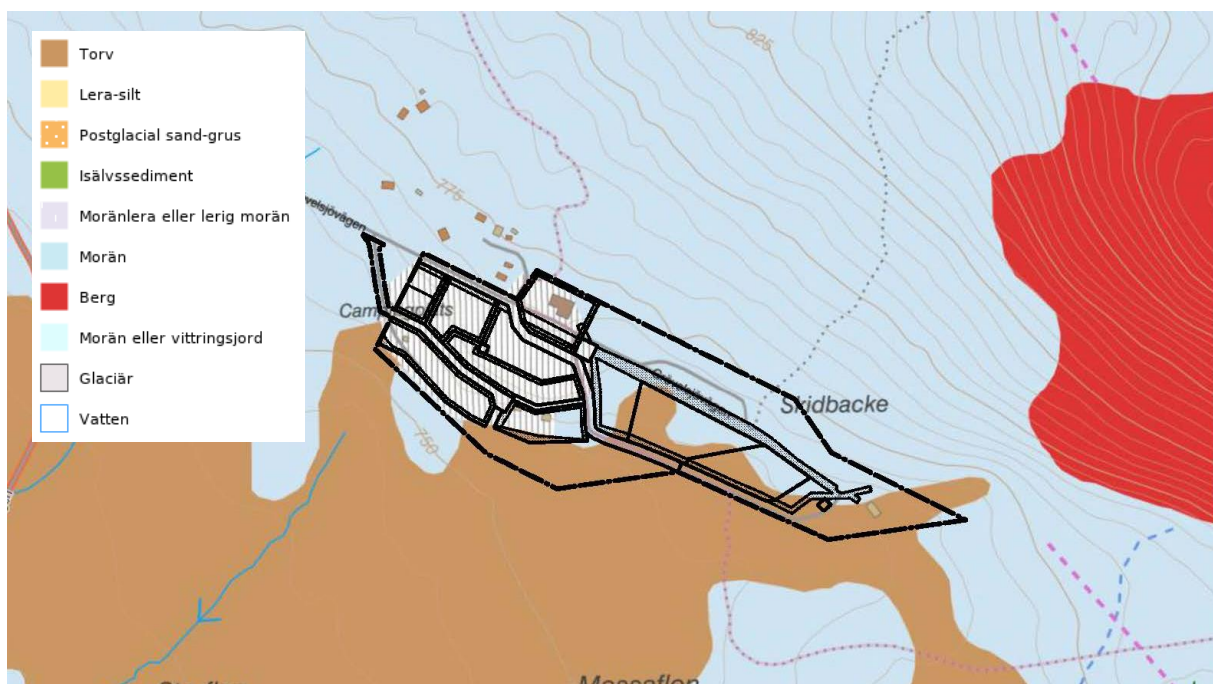 Torv
Lera-silt
Postglacial sand-grus
Isälvssediment
Moränlera eller lerig morän
Morän
Berg
Morän eller vittringsjord
Glaciär
Vatten
825
775
Skidbacke
750